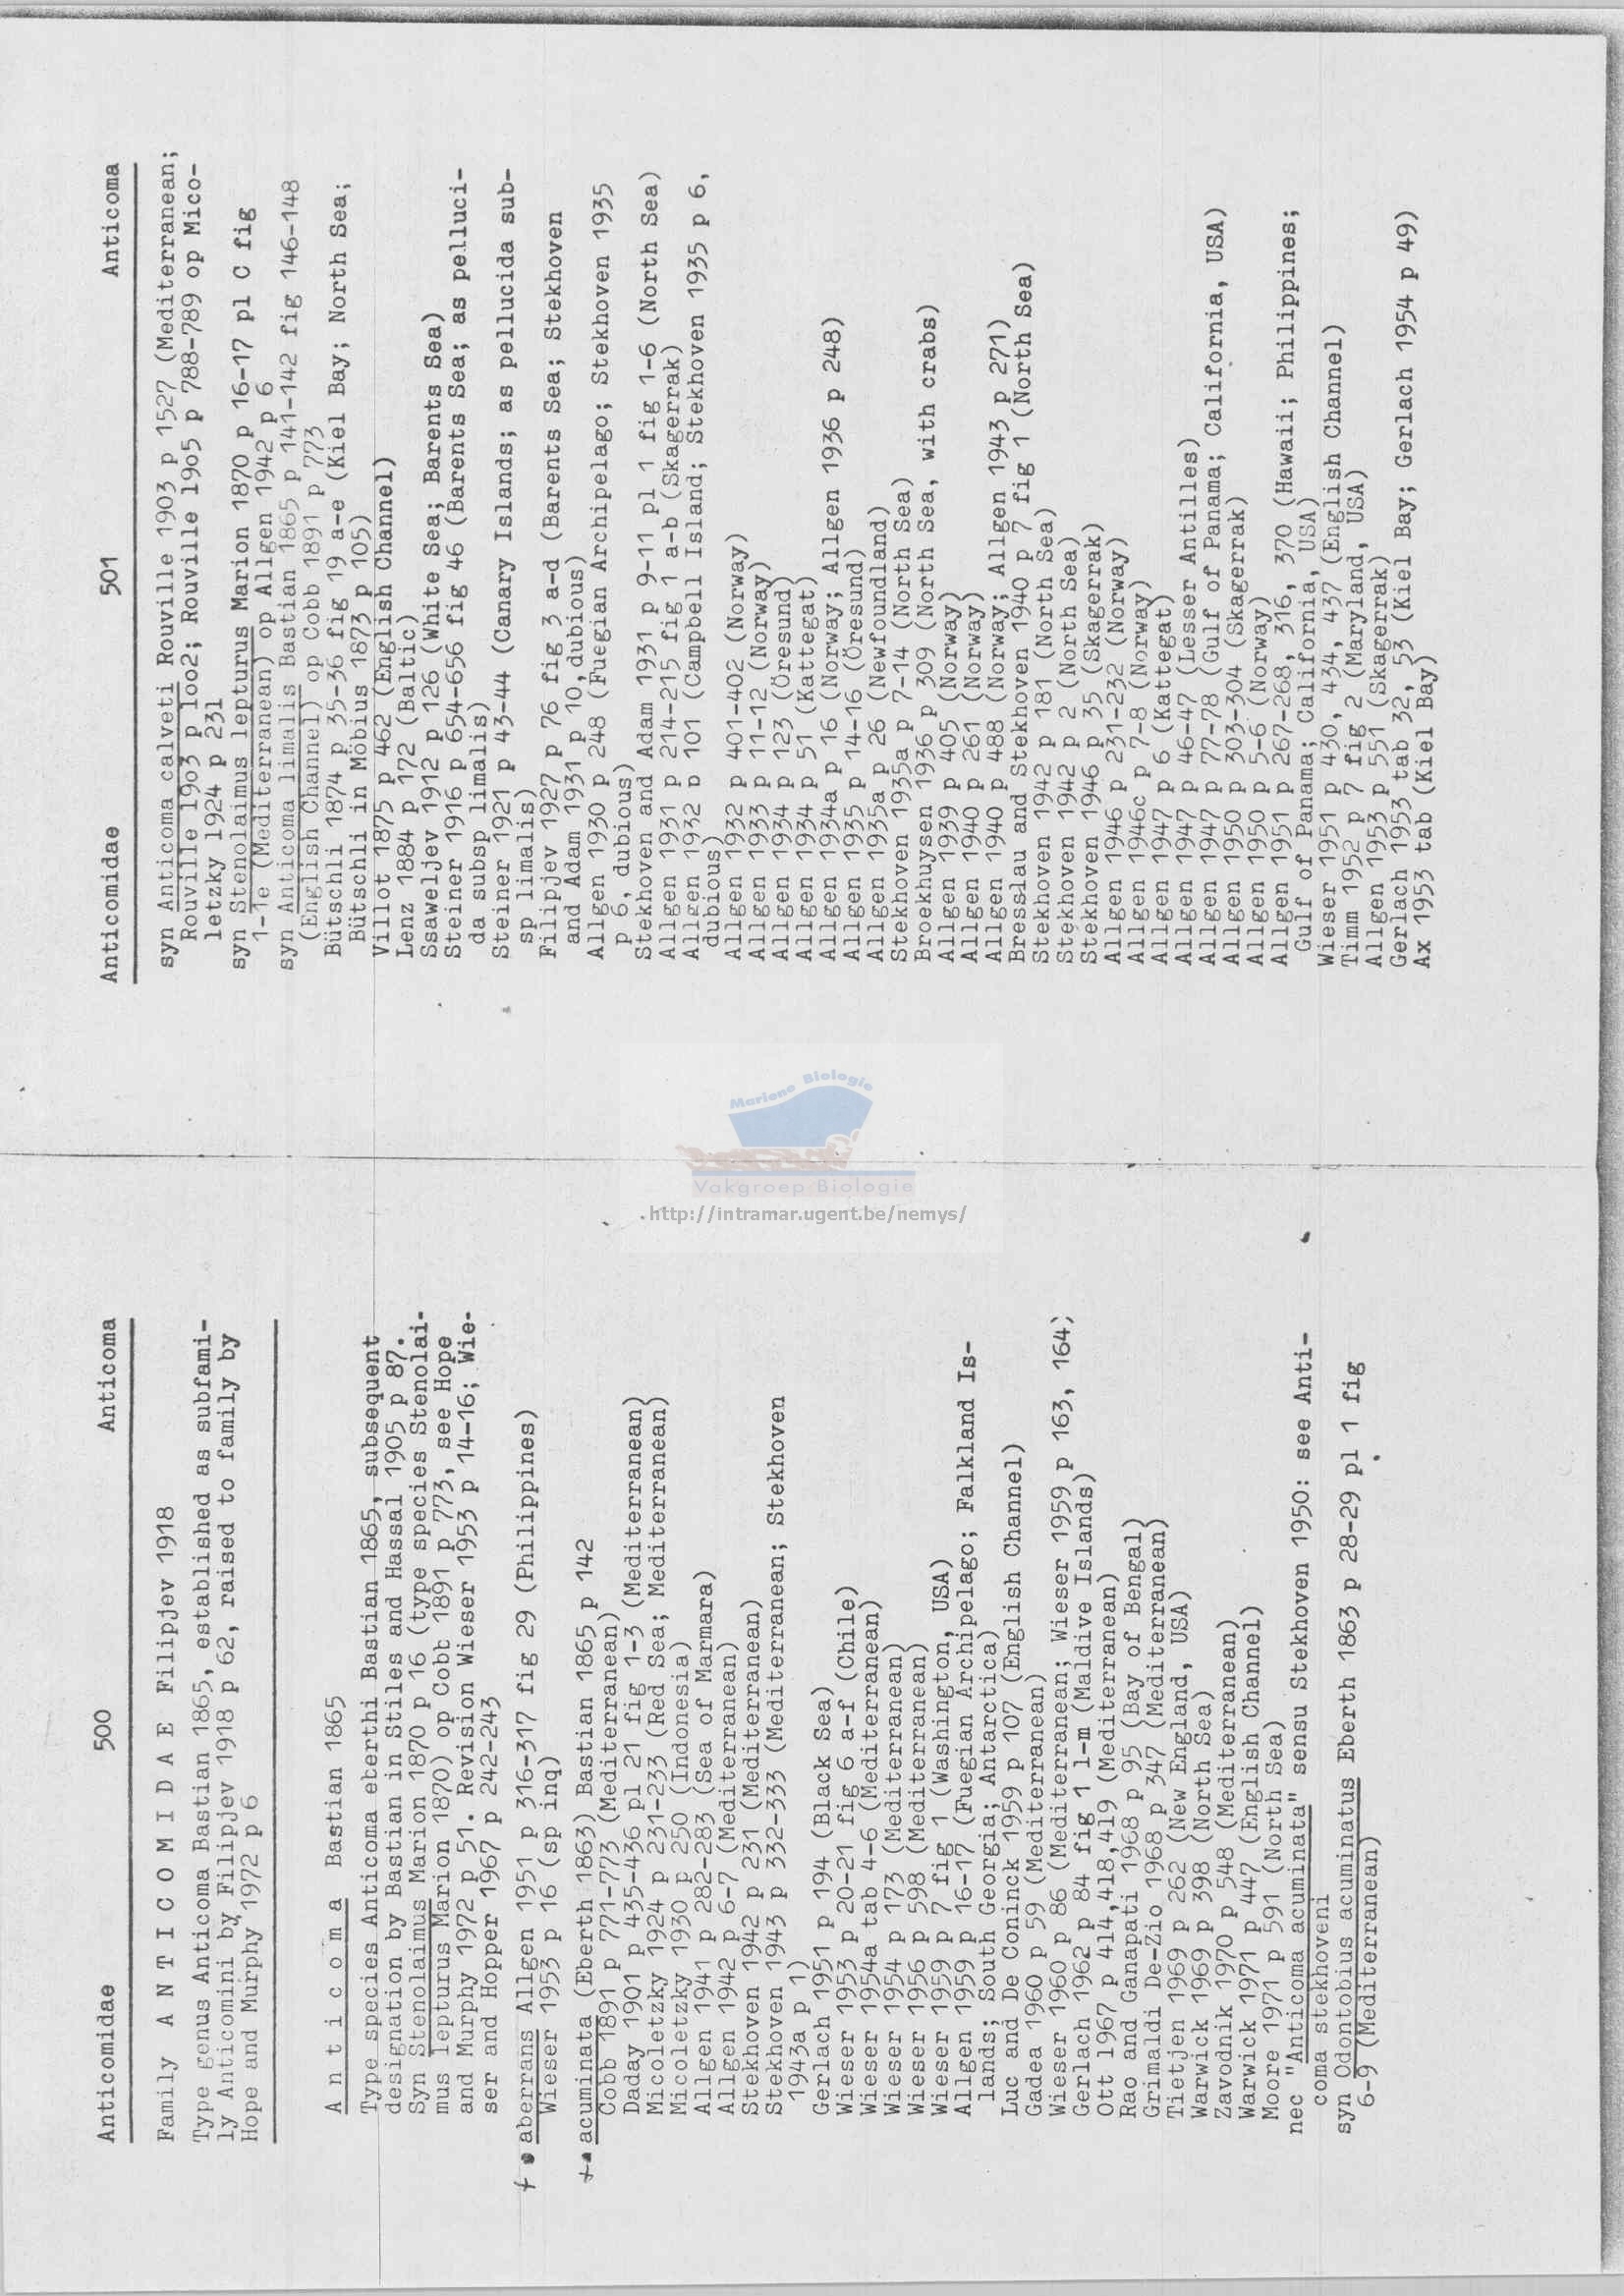 Anticomidae 500 Anticoma
Family A N T I C O M I D A E Filipjev 1918
Type genus Anticoma Bastian 1865, established as subfami-
ly Anticomini by Filipjev 1918 p 62, raised to family by
Hope and Murphy 1972 p 6
A n t i c o m a Bastian 1865
Type species Anticoma eberthi Bastian 1865, subsequent
designation by Bastian in Stiles and Hassal 1905 p 87.
Syn Stenolaimus Marion 1870 p 16 (type species Stenolai-
mus lepturus Marion 1870) op Cobb 1891 p 773, see Hope
and Murphy 1972 p 51. Revision Wieser 1953 p 14-16; Wie-
ser and Hopper 1967 p 242-243
aberrans Allgen 1951 p 316-317 fig 29 (Philippines)
Wieser 1953 p 16 (sp inq)
acuminata (Eberth 1863) Bastian 1865 p 142
Cobb 1891 p 771-773 (Mediterranean)
Daday 1901 p 435-436 pl 21 fig 1-3 (Mediterranean)
Micoletzky 1924 p 231-233 (Red Sea; Mediterranean)
Micoletzky 1930 p 250 (Indonesia)
Allgen 1941 p 282-283 (Sea of Marmara)
Allgen 1942 p 6-7 (Mediterranean)
Stekhoven 1942 p 231 (Mediterranean)
Stekhoven 1943 p 332-333 (Mediterranean; Stekhoven
1943a p 1)
Gerlach 1951 p 194 (Black Sea)
Wieser 1953 p 20-21 fig 6 a-f (Chile)
Wieser 1954a tab 4-6 (Mediterranean)
Wieser 1954 p 173 (Mediterranean)
Wieser 1956 p 598 (Mediterranean)
Wieser 1959 p 7 fig 1 (Washington, USA)
Allgen 1959 p 16-17 (Fuegian Archipelago; Falkland Is-
lands; South Georgia; Antarctica)
Luc and De Coninck 1959 p 107 (English Channel)
Gadea 1960 p 59 (Mediterranean)
Wieser 1960 p 86 (Mediterranean; Wieser 1959 p 163, 164)
Gerlach 1962 p 84 fig 1 l-m (Maldive Islands)
Ott 1967 p 414,418,419 (Mediterranean)
Rao and Ganapati 1968 p 95 (Bay of Bengal)
Grimaldi De-Zio 1968 p 347 (Mediterranean)
Tietjen 1969 p 262 (New England, USA)
Warwick 1969 p 398 (North Sea)
Zavodnik 1970 p 548 (Mediterranean)
Warwick 1971 p 447 (English Channel)
Moore 1971 p 591 (North Sea)
nec "Anticoma acuminata" sensu Stekhoven 1950: see Anti-
coma stekhoveni
syn Odontobius acuminatus Eberth 1863 p 28-29 pl 1 fig
6-9 (Mediterranean)
Anticomidae 501 Anticoma
syn Anticoma calveti Rouville 1903 p 1527 (Mediterranean;
Rouville 19o3 p 1oo2; Rouville 19o5 p 788-789 op Mico-
letzky 1924 p 231
syn Stenolaimus lepturus Marion 1870 p 16-17 pl C fig
1-1e (Mediterranean) op Allgen 1942 p 6
syn Anticoma limalis Bastian 1865 p 141-142 fig 146-148
(English Channel) op Cobb 1891 p 773
Bütschli 1874 p 35-36 fig 19 a-e (Kiel Bay; North Sea;
Bütschli in Möbius 1873 p 105)
Villot 1875 p 462 (English Channel)
Lenz 1884 p 172 (Baltic)
Ssaweljev 1912 p 126 (White Sea; Barents Sea)
Steiner 1916 p 654-656 fig 46 (Barents Sea; as pelluci-
da subsp limalis)
Steiner 1921 p 43-44 (Canary Islands; as pellucida sub-
sp limalis)
Filipjev 1927 p 76 fig 3 a-d (Barents Sea; Stekhoven
and Adam 1931 p 10,dubious)
Allgen 1930 p 248 (Fuegian Archipelago; Stekhoven 1935
p 6, dubious)
Stekhoven and Adam 1931 p 9-11 pl 1 fig 1-6 (North Sea)
Allgen 1931 p 214-215 fig 1 a-b (Skagerrak)
Allgen 1932 p 101 (Campbell Island; Stekhoven 1935 p 6,
dubious)
Allgen 1932 p 401-402 (Norway)
Allgen 1933 p 11-12 (Norway)
Allgen 1934 p 123 (Öresund)
Allgen 1934 p 51 (Kattegat)
Allgen 1934a p 16 (Norway; Allgen 1936 p 248)
Allgen 1935 p 14-16 (Öresund)
Allgen 1935a p 26 (Newfoundland)
Stekhoven 1935a p 7-14 (North Sea)
Broekhuysen 1936 p 309 (North Sea, with crabs)
Allgen 1939 p 405 (Norway)
Allgen 1940 p 261 (Norway)
Allgen 1940 p 488 (Norway; Allgen 1943 p 271)
Bresslau and Stekhoven 1940 p 7 fig 1 (North Sea)
Stekhoven 1942 p 181 (North Sea)
Stekhoven 1942 p 2 (North Sea)
Stekhoven 1946 p 35 (Skagerrak)
Allgen 1946 p 231-232 (Norway)
Allgen 1946c p 7-8 (Norway)
Allgen 1947 p 6 (Kattegat)
Allgen 1947 p 46-47 (Lesser Antilles)
Allgen 1947 p 77-78 (Gulf of Panama; California, USA)
Allgen 1950 p 303-304 (Skagerrak)
Allgen 1950 p 5-6 (Norway)
Allgen 1951 p 267-268, 316, 370 (Hawaii; Philippines;
Gulf of Panama; California, USA)
Wieser 1951 p 430, 434, 437 (English Channel)
Timm 1952 p 7 fig 2 (Maryland, USA)
Allgen 1953 p 551 (Skagerrak)
Gerlach 1953 tab 32, 53 (Kiel Bay; Gerlach 1954 p 49)
Ax 1953 tab (Kiel Bay)
Mariene Biologie
Vakgroep Biologie
http://intramar.ugent.be/nemys/